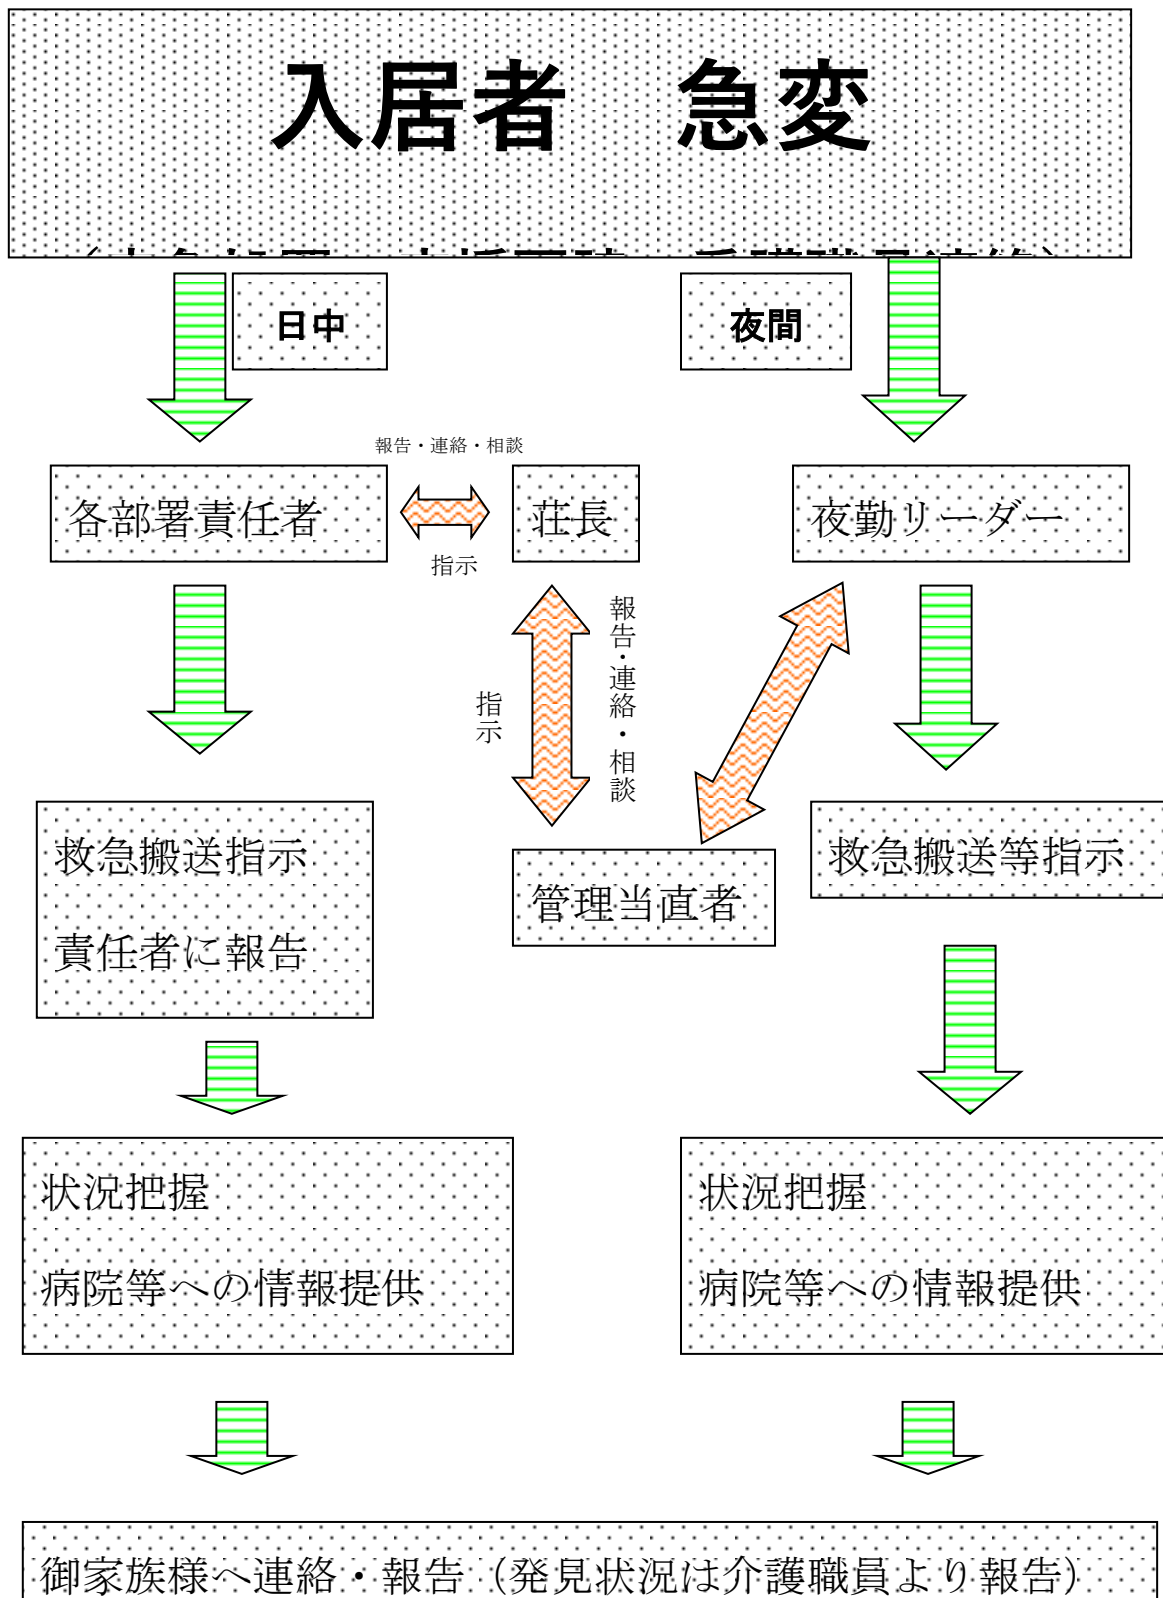 入居者　急変
日中
夜間
報告・連絡・相談
各部署責任者
荘長
夜勤リーダー
指示
報告・連絡・相談
指示
救急搬送指示
責任者に報告
管理当直者
救急搬送等指示
状況把握
病院等への情報提供
状況把握
病院等への情報提供
御家族様へ連絡・報告（発見状況は介護職員より報告）